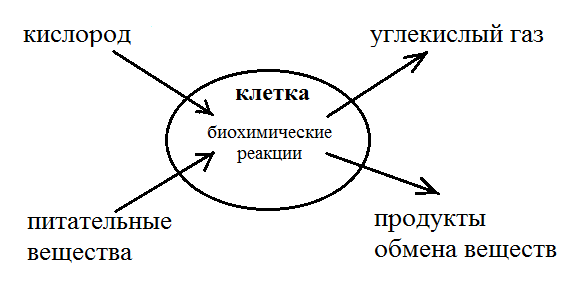 кислород
углекислый газ
клетка
биохимические
реакции
питательные
вещества
продукты
обмена веществ